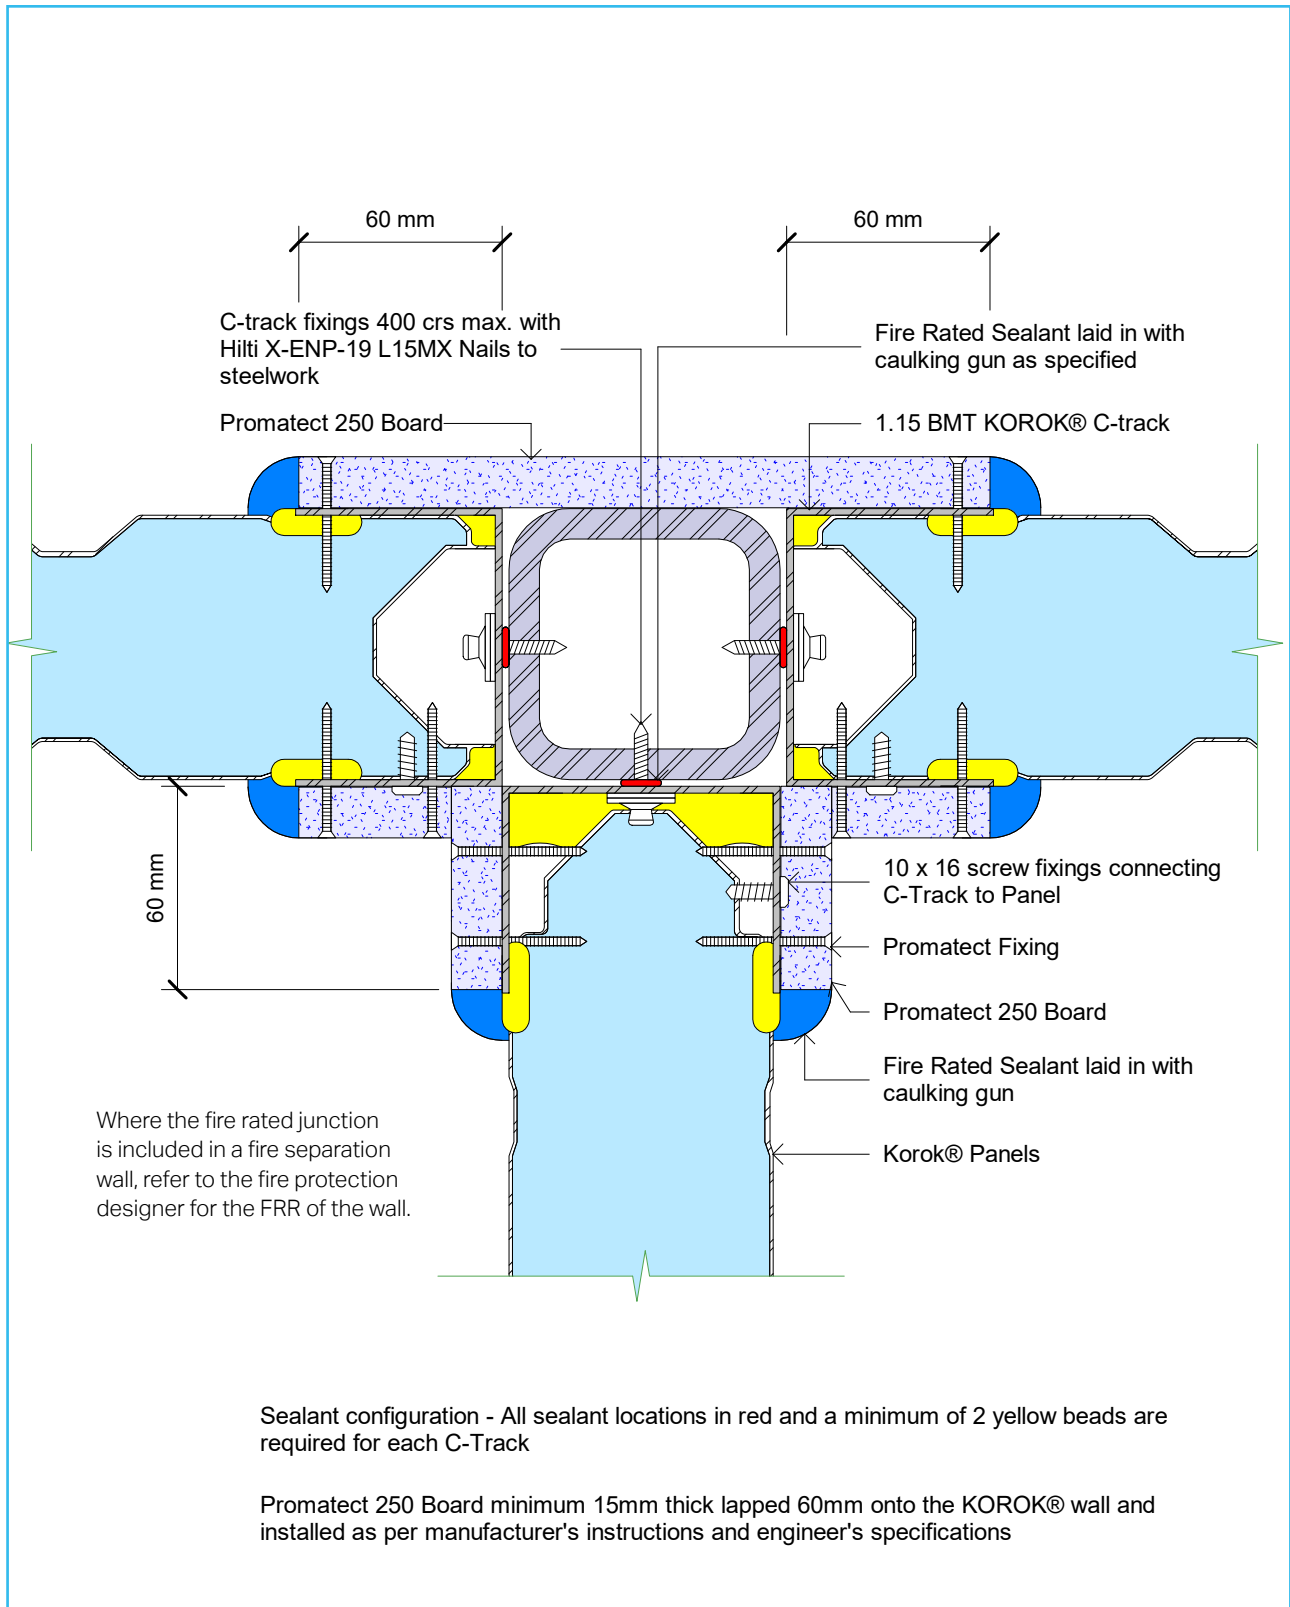 60 mm
60 mm
C-track fixings 400 crs max. with
Hilti X-ENP-19 L15MX Nails to
steelwork
Fire Rated Sealant laid in with
caulking gun as specified
Promatect 250 Board
1.15 BMT KOROK® C-track
60 mm
10 x 16 screw fixings connecting
C-Track to Panel
Promatect Fixing
Promatect 250 Board
Fire Rated Sealant laid in with
caulking gun
Korok® Panels
Where the fire rated junction
is included in a fire separation
wall, refer to the fire protection
designer for the FRR of the wall.
Sealant configuration - All sealant locations in red and a minimum of 2 yellow beads are
required for each C-Track
Promatect 250 Board minimum 15mm thick lapped 60mm onto the KOROK® wall and
installed as per manufacturer's instructions and engineer's specifications